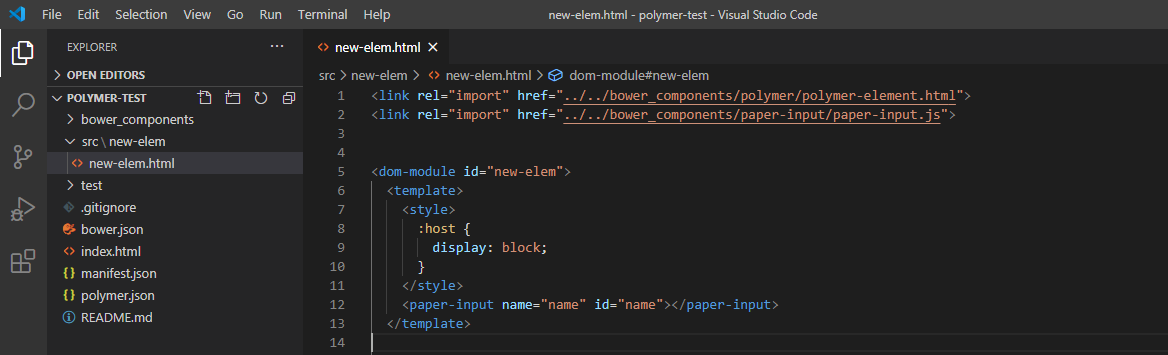 File Edit Selection View Go Run Terminal Help new-elem.html - polymer-test - Visual Studio Code
EXPLORER
OPEN EDITORS
POLYMER-TEST
bower_components
src \ new-elem
new-elem.html
test
.gitignore
bower.json
index.html
manifest.json
polymer.json
README.md
new-elem.html
src > new-elem > new-elem.html > dom-module#new-elem
1 <link rel="import" href="../../bower_components/polymer/polymer-element.html">
2 <link rel="import" href="../../bower_components/paper-input/paper-input.js">
3
4
5 <dom-module id="new-elem">
6 <template>
7 <style>
8 :host {
9 display: block;
10 }
11 </style>
12 <paper-input name="name" id="name"></paper-input>
13 </template>
14